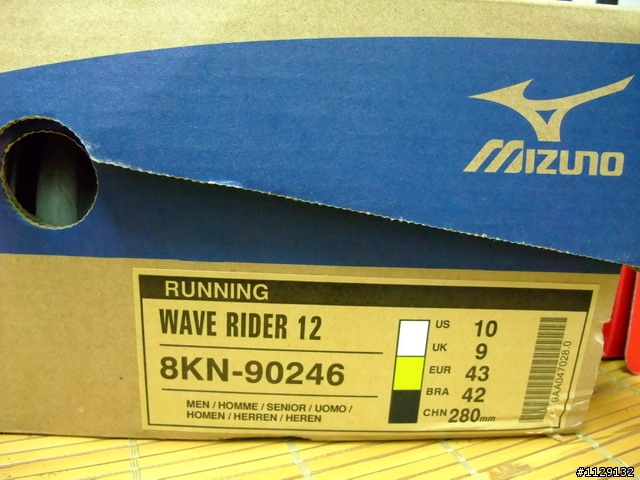 MIZUNO
RUNNING
WAVE RIDER 12
8KN-90246
MEN / HOMME / SENIOR / UOMO /
HOMEN / HERREN / HEREN
US 10
UK 9
EUR 43
BRA 42
CHN 280mm
9AA047028.0
#1129132